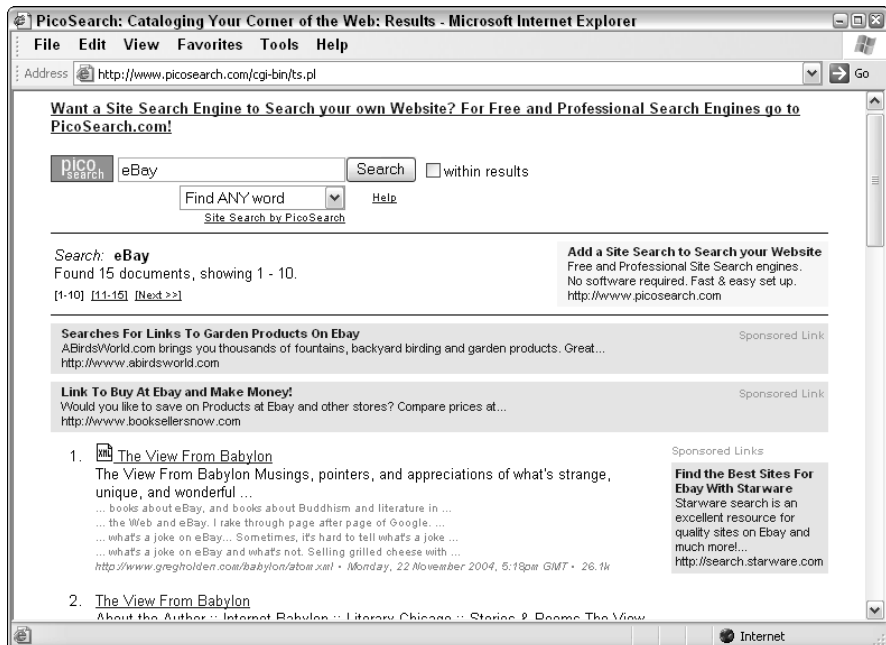 PicoSearch: Cataloging Your Corner of the Web: Results - Microsoft Internet Explorer
File Edit View Favorites Tools Help
Address http://www.picosearch.com/cgi-bin/ts.pl Go
Want a Site Search Engine to Search your own Website? For Free and Professional Search Engines go to
PicoSearch.com!
pico search eBay Search within results
Find ANY word Help
Site Search by PicoSearch
Search: eBay
Found 15 documents, showing 1 - 10.
[1-10] [11-15] [Next >>]
Add a Site Search to Search your Website
Free and Professional Site Search engines.
No software required. Fast & easy set up.
http://www.picosearch.com
Searches For Links To Garden Products On Ebay Sponsored Link
ABirdsWorld.com brings you thousands of fountains, backyard birding and garden products. Great...
http://www.abirdsworld.com
Link To Buy At Ebay and Make Money! Sponsored Link
Would you like to save on Products at Ebay and other stores? Compare prices at...
http://www.booksellersnow.com
1. XML The View From Babylon
The View From Babylon Musings, pointers, and appreciations of what's strange,
unique, and wonderful ...
... books about eBay, and books about Buddhism and literature in ...
... the Web and eBay. I rake through page after page of Google. ...
... what's a joke on eBay... Sometimes, it's hard to tell what's a joke ...
... what's a joke on eBay and what's not. Selling grilled cheese with ...
http://www.gregholden.com/babylon/atom.xml • Monday, 22 November 2004, 5:18pm GMT • 26.1k
Sponsored Links
Find the Best Sites For
Ebay With Starware
Starware search is an
excellent resource for
quality sites on Ebay and
much more!...
http://search.starware.com
2. The View From Babylon
About the Author :: Internet Babylon :: Literary Chicago :: Stories & Poems The View
Internet